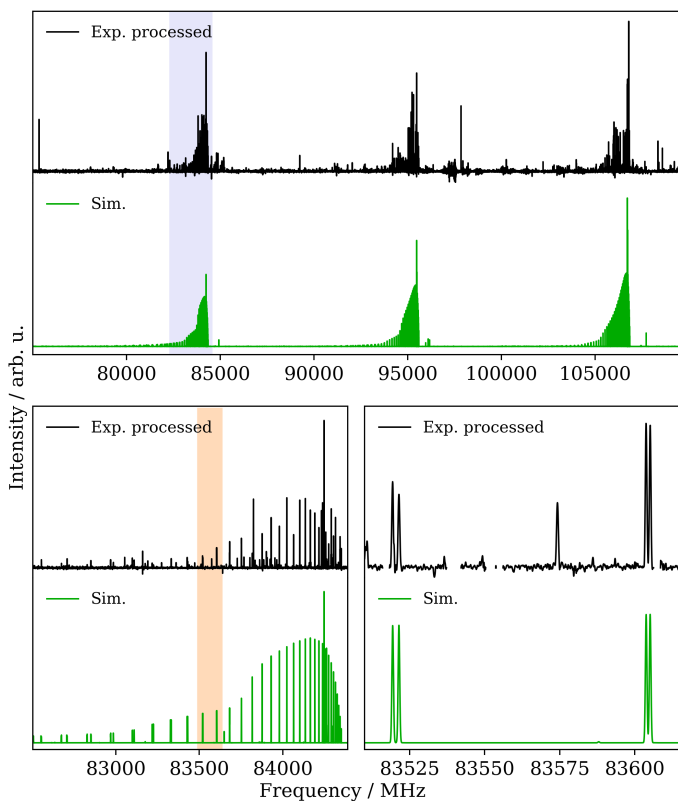 Exp. processed
Sim.
80000 85000 90000 95000 100000 105000
Intensity / arb. u.
Exp. processed
Sim.
83000 83500 84000
Exp. processed
Sim.
83525 83550 83575 83600
Frequency / MHz